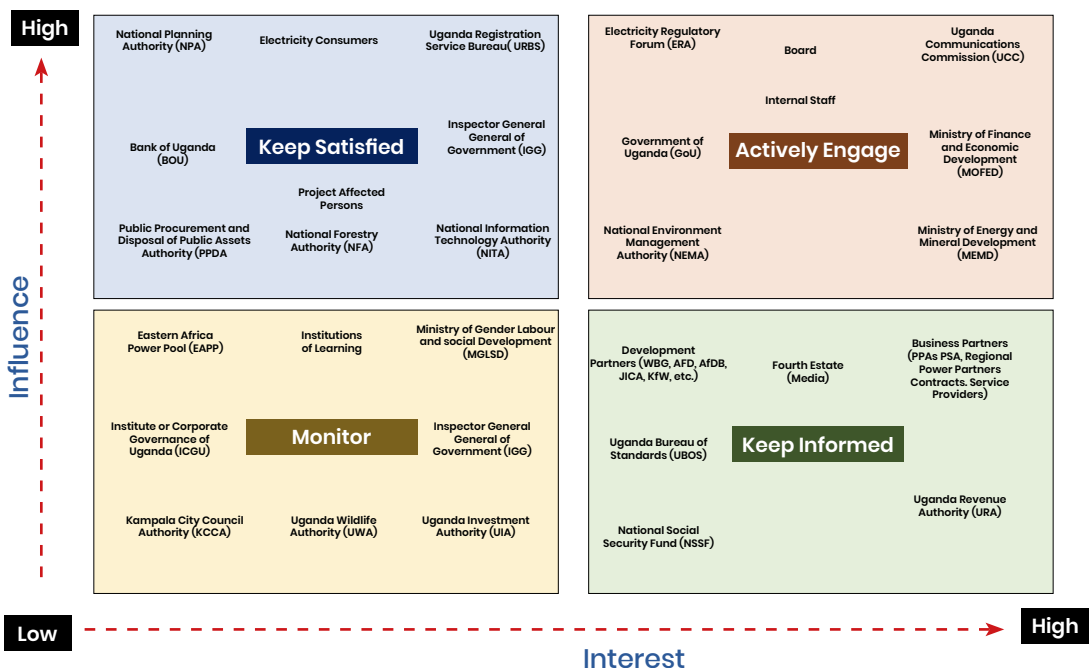 High
National Planning
Authority (NPA)
Electricity Consumers
Uganda Registration
Service Bureau( URBS)
Bank of Uganda
(BOU)
Keep Satisfied
Inspector General
General of
Government (IGG)
Project Affected
Persons
Public Procurement and
Disposal of Public Assets
Authority (PPDA
National Forestry
Authority (NFA)
National Information
Technology Authority
(NITA)
Electricity Regulatory
Forum (ERA)
Board
Uganda
Communications
Commission (UCC)
Internal Staff
Government of
Uganda (GoU)
Actively Engage
Ministry of Finance
and Economic
Development
(MOFED)
National Environment
Management
Authority (NEMA)
Ministry of Energy and
Mineral Development
(MEMD)
Influence
Eastern Africa
Power Pool (EAPP)
Institutions
of Learning
Ministry of Gender Labour
and social Development
(MGLSD)
Institute or Corporate
Governance of
Uganda (ICGU)
Monitor
Inspector General
General of
Government (IGG)
Kampala City Council
Authority (KCCA)
Uganda Wildlife
Authority (UWA)
Uganda Investment
Authority (UIA)
Development
Partners (WBG, AFD, AfDB,
JICA, KfW, etc.)
Fourth Estate
(Media)
Business Partners
(PPAs PSA, Regional
Power Partners
Contracts. Service
Providers)
Uganda Bureau of
Standards (UBOS)
Keep Informed
Uganda Revenue
Authority (URA)
National Social
Security Fund (NSSF)
Low
High
Interest